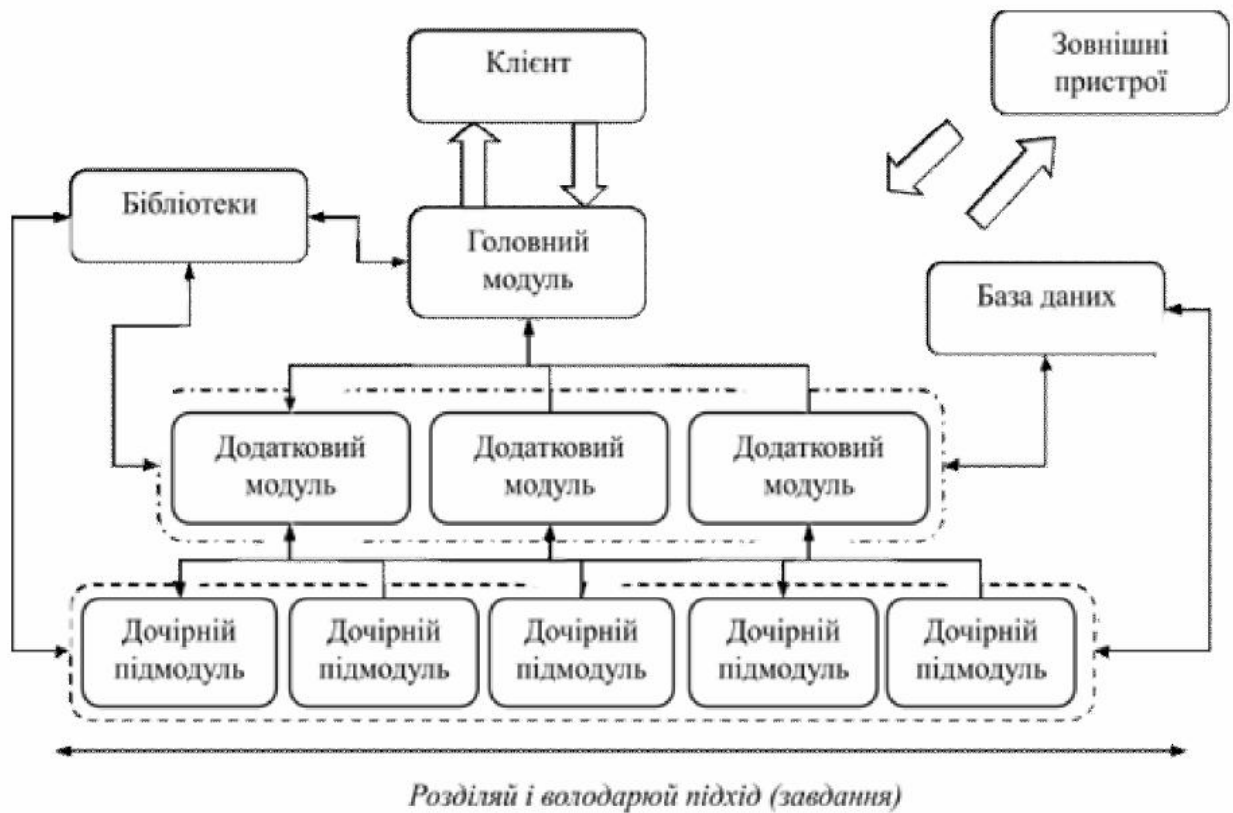 Клієнт
Зовнішні
пристрої
Бібліотеки
Головний
модуль
База даних
Додатковий
модуль
Додатковий
модуль
Додатковий
модуль
Дочірній
підмодуль
Дочірній
підмодуль
Дочірній
підмодуль
Дочірній
підмодуль
Дочірній
підмодуль
Розділяй і володарюй підхід (завдання)